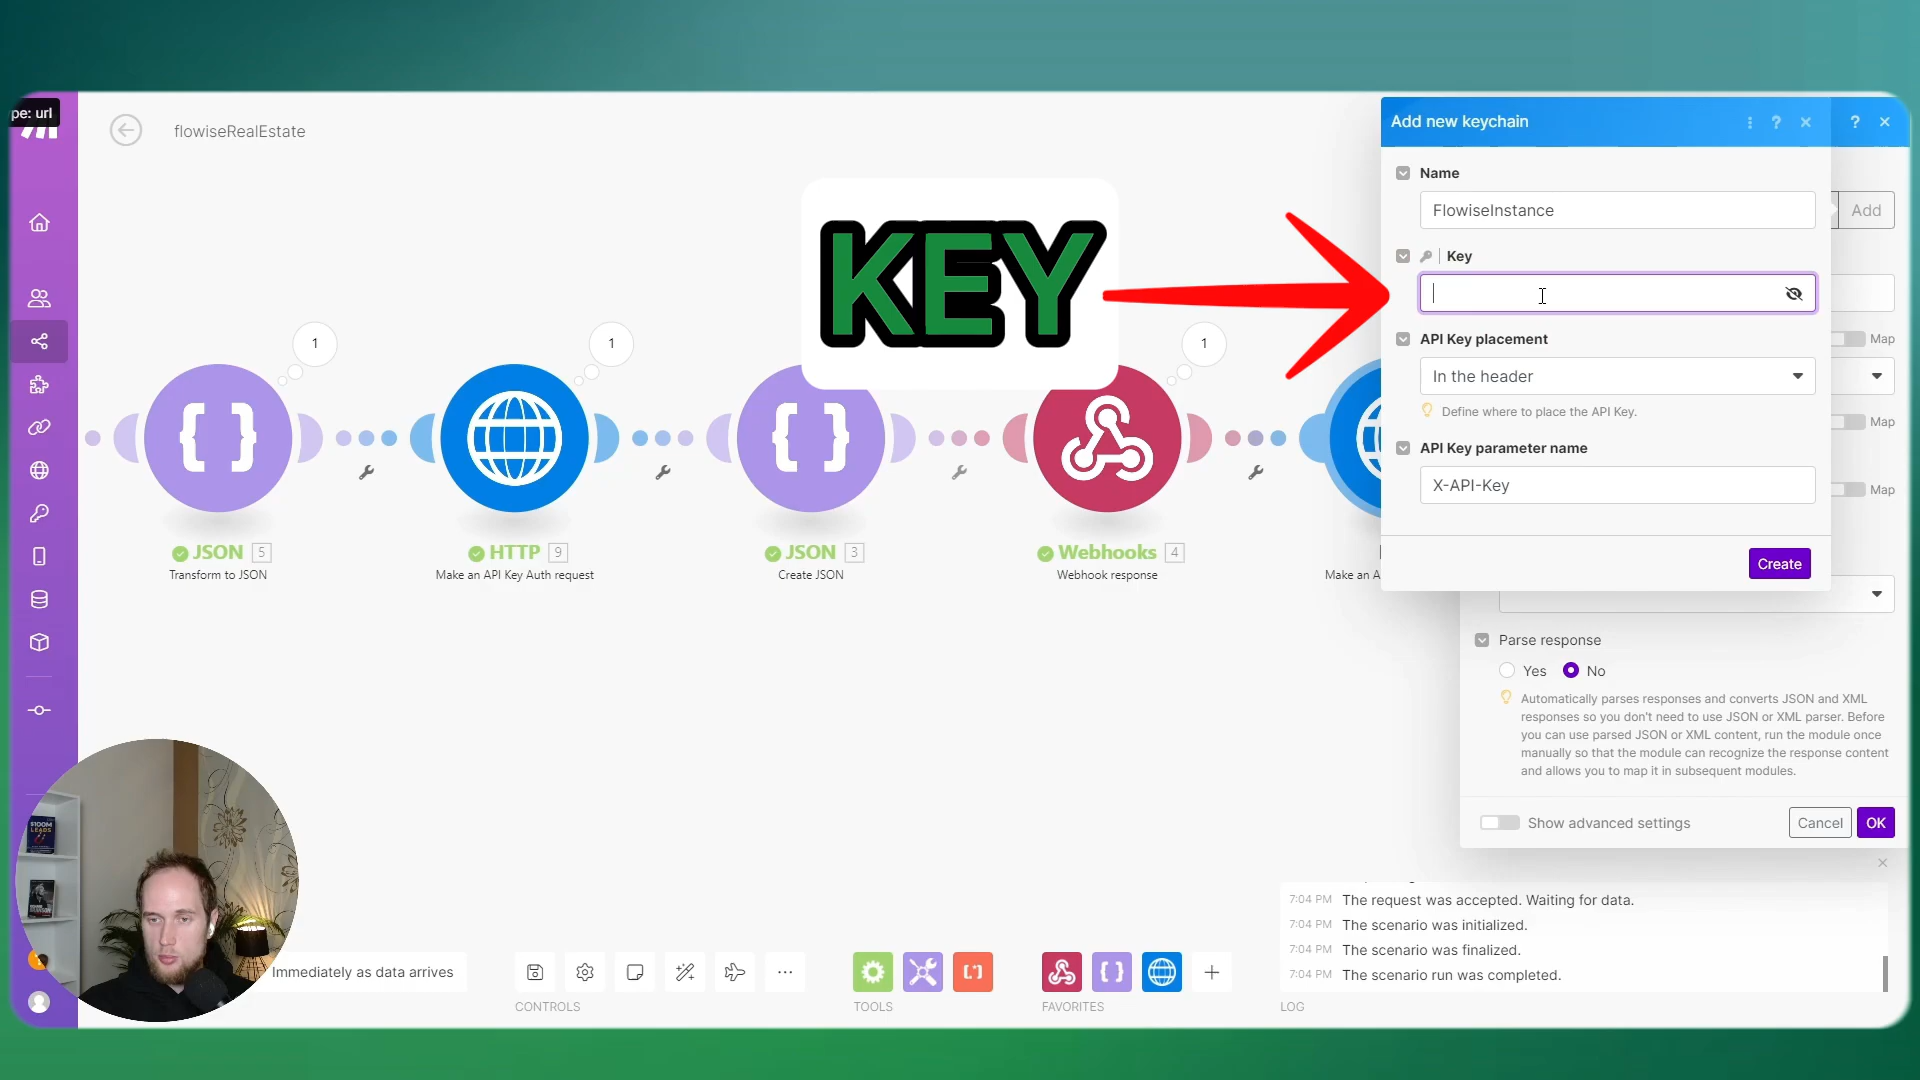 pe: url
flowiseRealEstate
KEY
Add new keychain
Name
FlowiseInstance
Add
Key
API Key placement
Map
In the header
Define where to place the API Key.
Map
API Key parameter name
X-API-Key
Map
Create
1
1
1
JSON 5
Transform to JSON
HTTP 9
Make an API Key Auth request
JSON 3
Create JSON
Webhooks 4
Webhook response
Make an A
Parse response
Yes
No
Automatically parses responses and converts JSON and XML
responses so you don't need to use JSON or XML parser. Before
you can use parsed JSON or XML content, run the module once
manually so that the module can recognize the response content
and allows you to map it in subsequent modules.
Show advanced settings
Cancel
OK
7:04 PM The request was accepted. Waiting for data.
7:04 PM The scenario was initialized.
7:04 PM The scenario was finalized.
7:04 PM The scenario run was completed.
Immediately as data arrives
CONTROLS
TOOLS
FAVORITES
LOG
$100M
LEADS